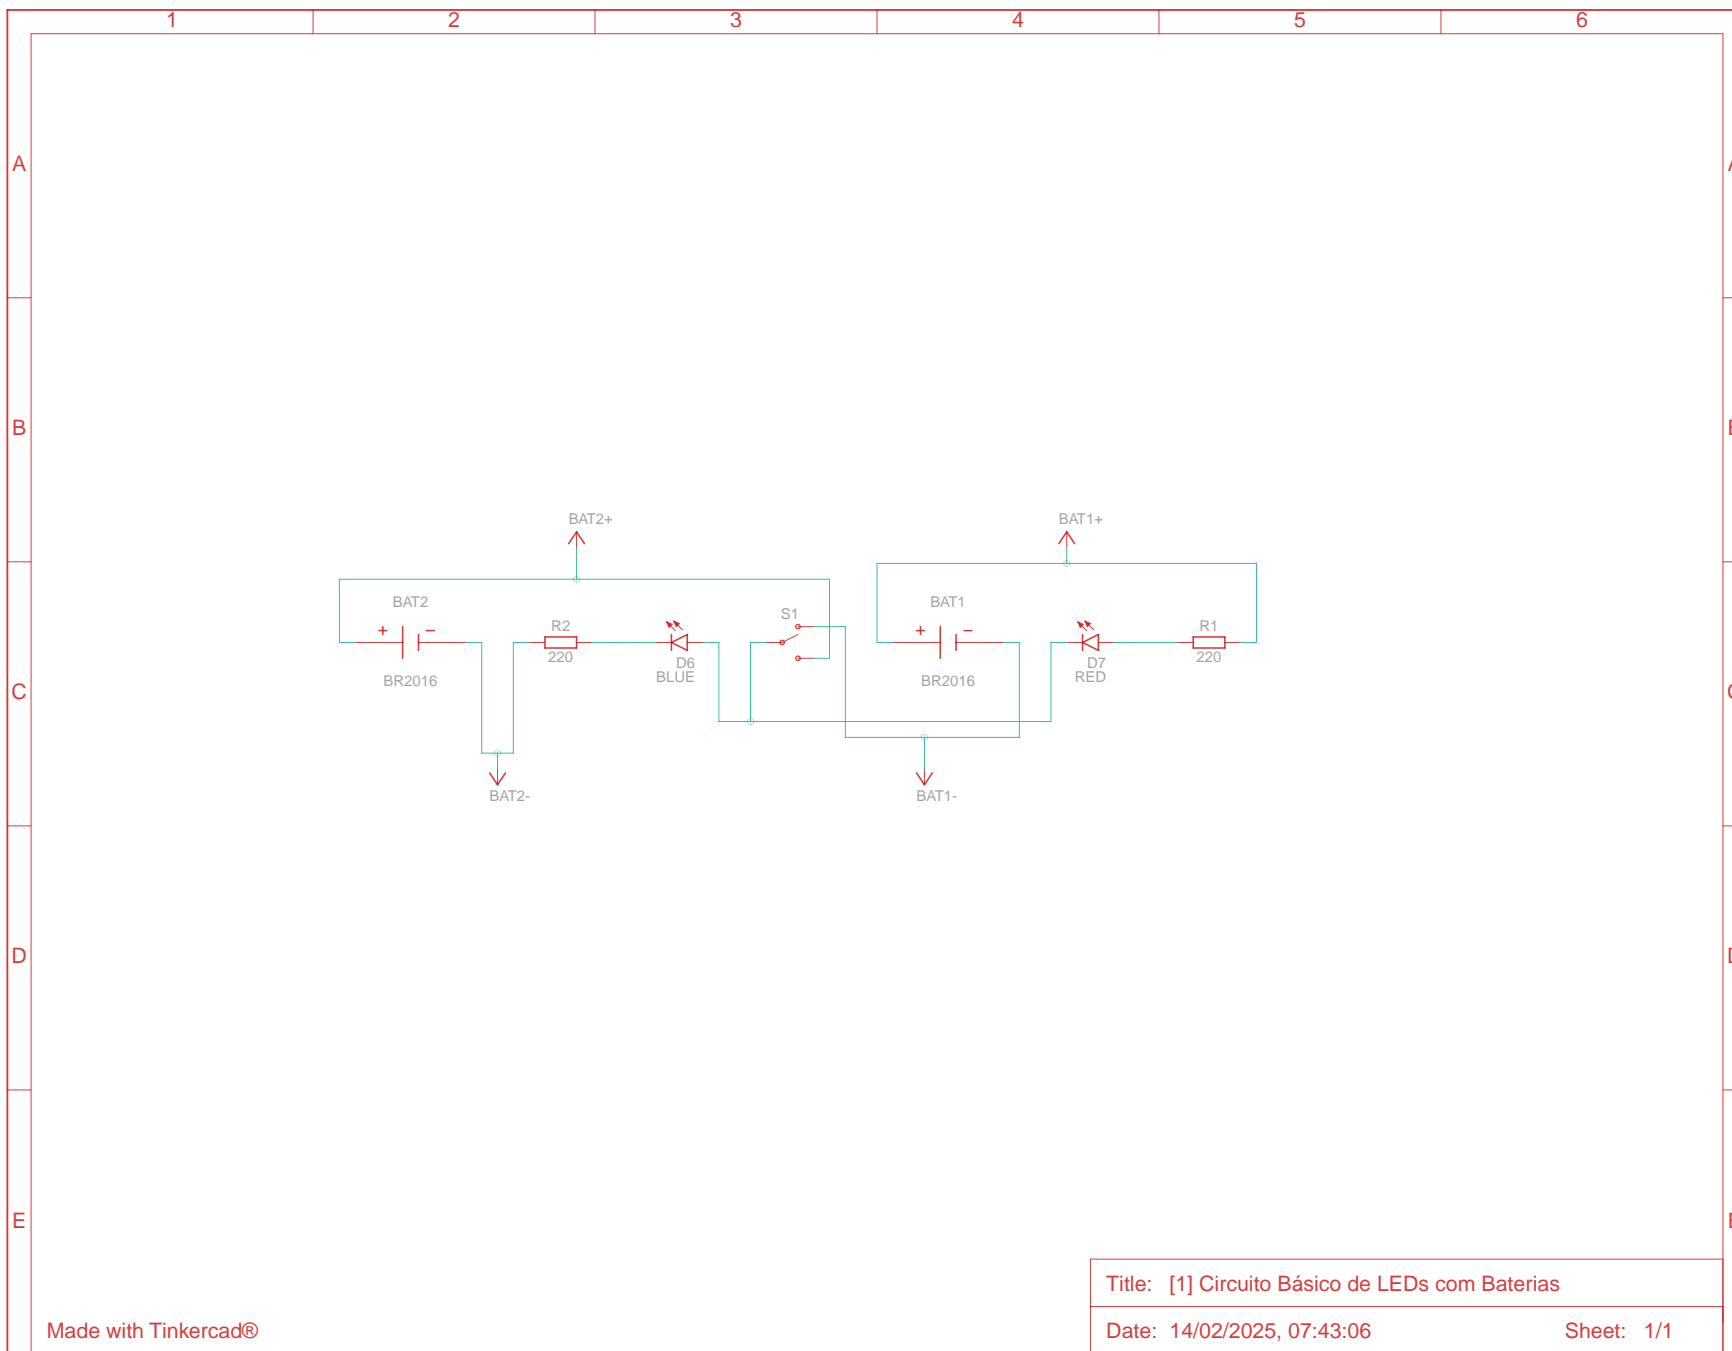 1 2 3 4 5 6
A A
B B
BAT2+ BAT1+
BAT2 BAT1
+ − + −
R2 S1 R1
220 D6 D7 220
BLUE RED
BR2016 BR2016
C C
BAT2- BAT1-
D D
E E
Title: [1] Circuito Básico de LEDs com Baterias
Made with Tinkercad®
Date: 14/02/2025, 07:43:06 Sheet: 1/1